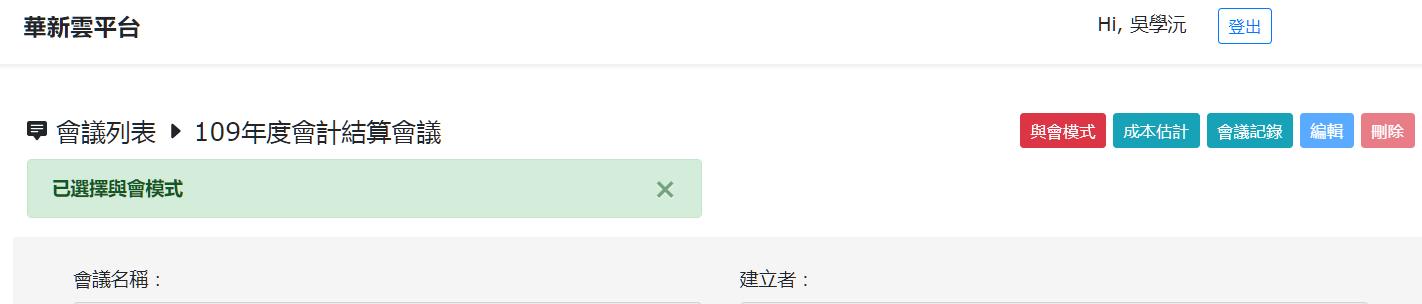 華新雲平台
Hi, 吳學沅
登出
會議列表 109年度會計結算會議
與會模式 成本估計 會議記錄 編輯 刪除
已選擇與會模式
會議名稱：
建立者：